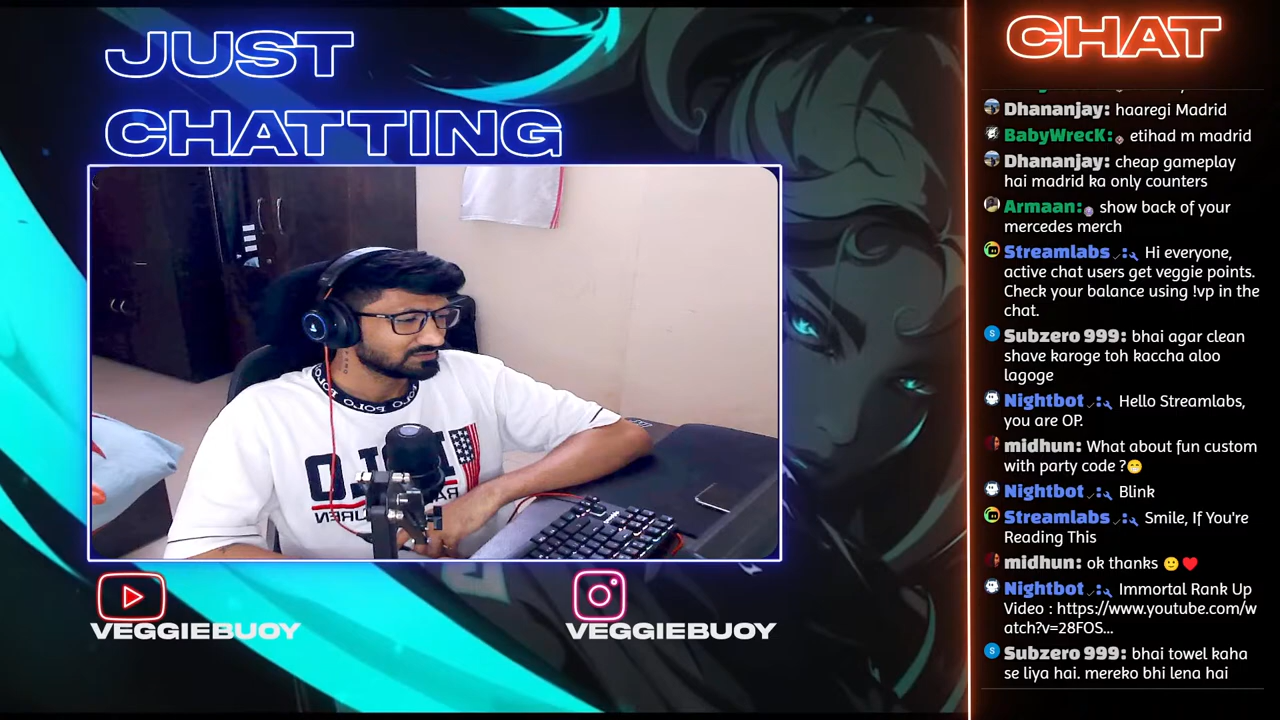 JUST
CHATTING
VEGGIEBUOY
VEGGIEBUOY
CHAT
Dhananjay: haaregi Madrid
BabyWrecK: etihad m madrid
Dhananjay: cheap gameplay
hai madrid ka only counters
Armaan: show back of your
mercedes merch
Streamlabs : Hi everyone,
active chat users get veggie points.
Check your balance using !vp in the
chat.
Subzero 999: bhai agar clean
shave karoge toh kaccha aloo
lagoge
Nightbot : Hello Streamlabs,
you are OP.
midhun: What about fun custom
with party code ?😁
Nightbot : Blink
Streamlabs : Smile, If You're
Reading This
midhun: ok thanks 🙂♥️
Nightbot : Immortal Rank Up
Video : https://www.youtube.com/w
atch?v=28FOS...
Subzero 999: bhai towel kaha
se liya hai. mereko bhi lena hai